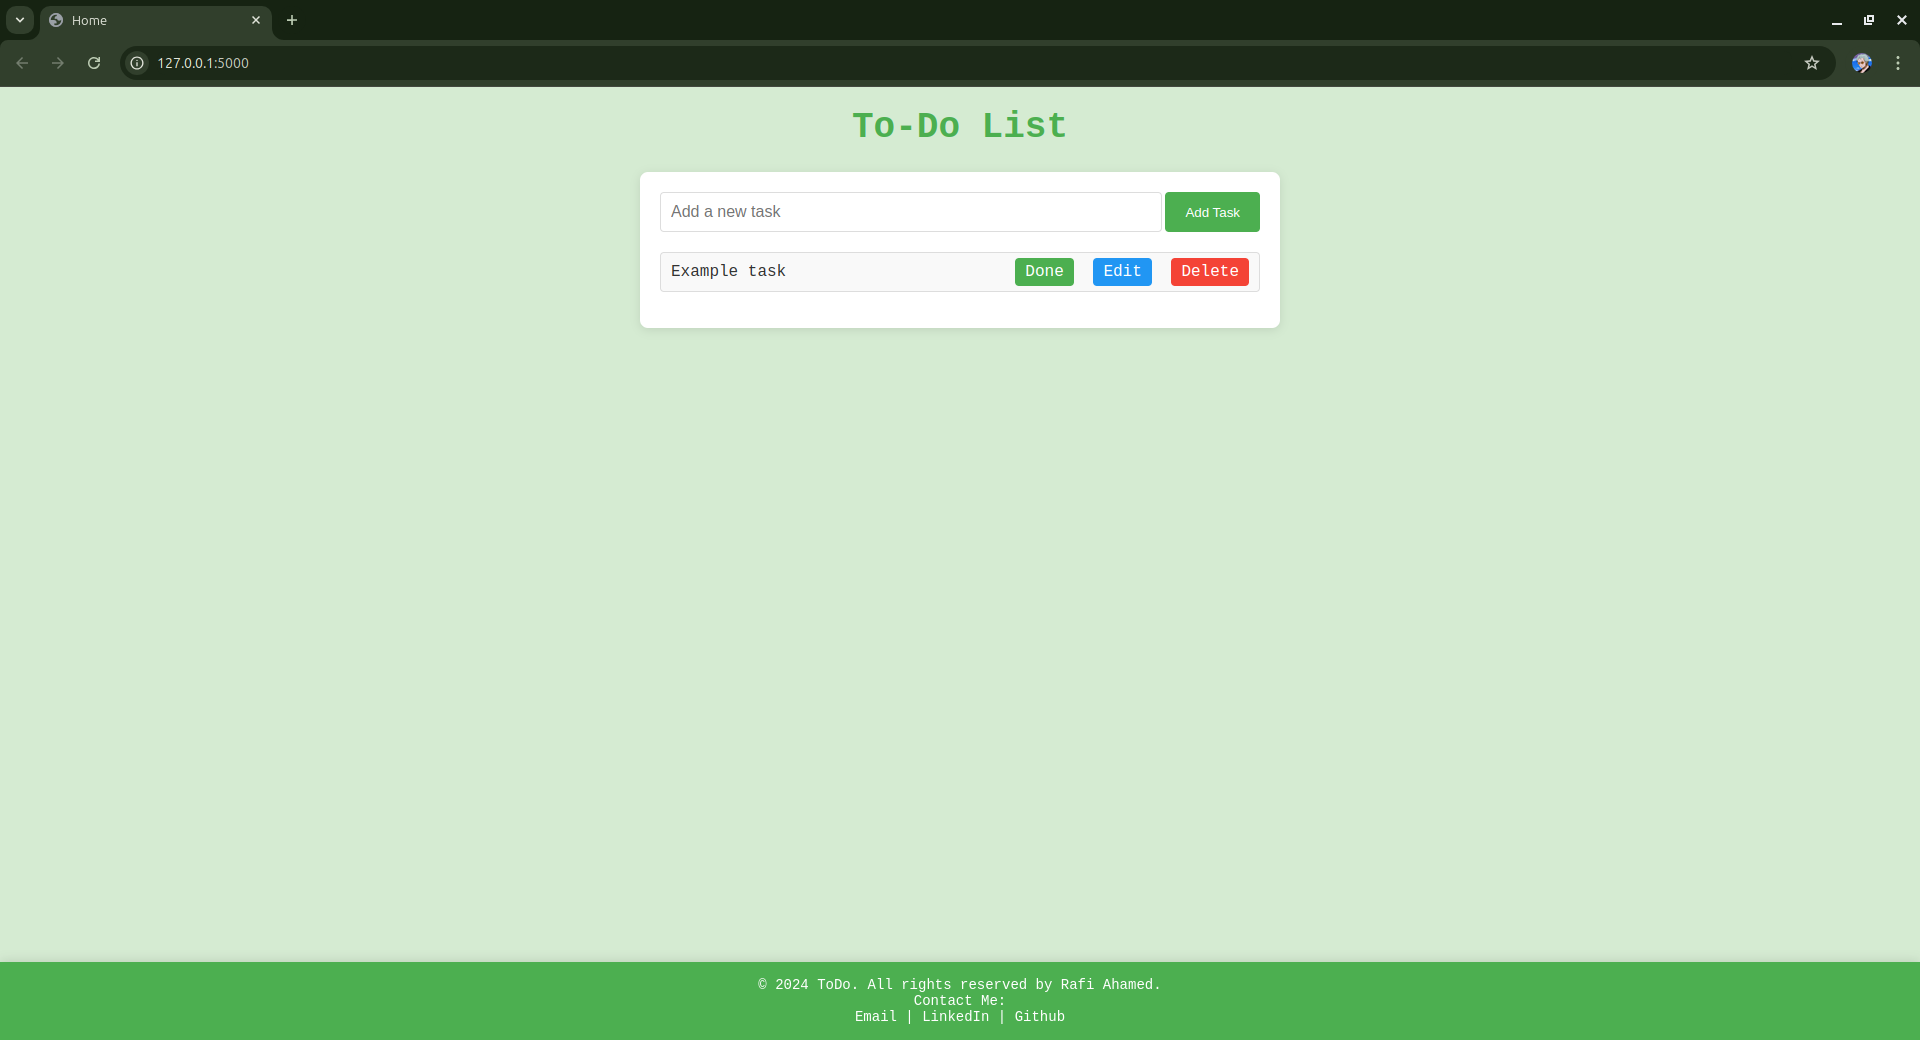 Home
127.0.0.1:5000
To-Do List
Add a new task Add Task
Example task Done Edit Delete
© 2024 ToDo. All rights reserved by Rafi Ahamed.
Contact Me:
Email | LinkedIn | Github